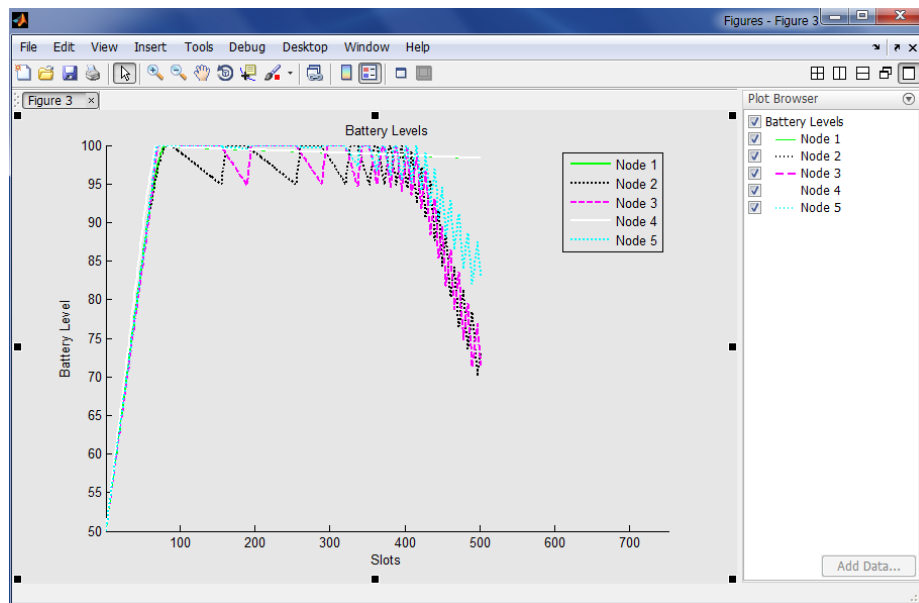 Figures - Figure 3
File Edit View Insert Tools Debug Desktop Window Help
Figure 3 ×
Battery Levels
100
95
90
85
80
75
70
65
60
55
50
Battery Level
100 200 300 400 500 600 700
Slots
Node 1
Node 2
Node 3
Node 4
Node 5
Plot Browser
Battery Levels
Node 1
Node 2
Node 3
Node 4
Node 5
Add Data...